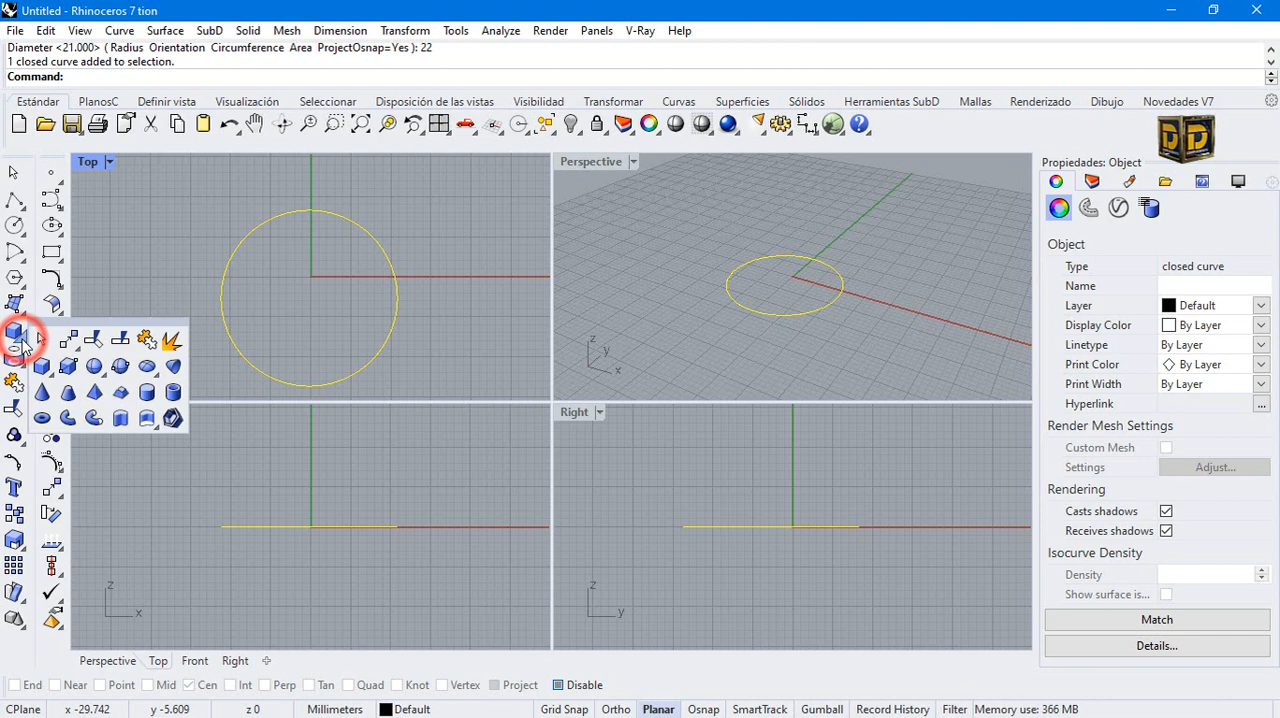 Untitled - Rhinoceros 7 tion
File Edit View Curve Surface SubD Solid Mesh Dimension Transform Tools Analyze Render Panels V-Ray Help
Diameter <21.000> ( Radius Orientation Circumference Area ProjectOsnap=Yes ): 22
1 closed curve added to selection.
Command:
Estándar PlanosC Definir vista Visualización Seleccionar Disposición de las vistas Visibilidad Transformar Curvas Superficies Sólidos Herramientas SubD Mallas Renderizado Dibujo Novedades V7
Top
Perspective
Propiedades: Object
Object
Type closed curve
Name
Layer Default
Display Color By Layer
Linetype By Layer
Print Color By Layer
Print Width By Layer
Hyperlink ...
z
y
x
Right
Render Mesh Settings
Custom Mesh
Settings Adjust...
Rendering
Casts shadows
Receives shadows
Isocurve Density
Density
Show surface is...
z
x
z
y
Match
Details...
Perspective Top Front Right
End Near Point Mid Cen Int Perp Tan Quad Knot Vertex Project Disable
CPlane x -29.742 y -5.609 z 0 Millimeters Default Grid Snap Ortho Planar Osnap SmartTrack Gumball Record History Filter Memory use: 366 MB